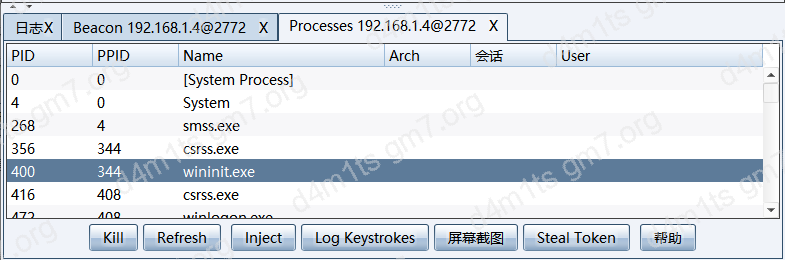 日志X Beacon 192.168.1.4@2772 X Processes 192.168.1.4@2772 X
PID PPID Name Arch 会话 User
0 0 [System Process]
4 0 System
268 4 smss.exe
356 344 csrss.exe
400 344 wininit.exe
416 408 csrss.exe
472 408 winlogon.exe
Kill Refresh Inject Log Keystrokes 屏幕截图 Steal Token 帮助
d4m1ts gm7.org